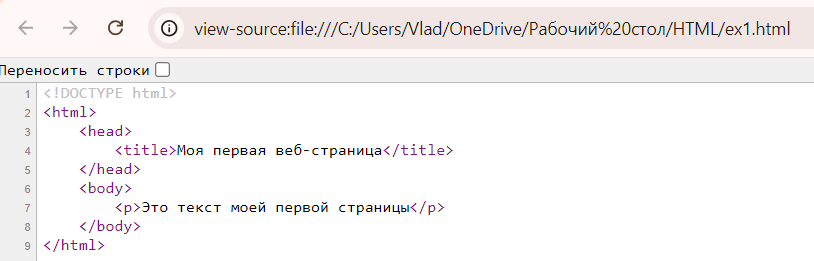 view-source:file:///C:/Users/Vlad/OneDrive/Рабочий%20стол/HTML/ex1.html
Переносить строки
1 <!DOCTYPE html>
2 <html>
3     <head>
4         <title>Моя первая веб-страница</title>
5     </head>
6     <body>
7         <p>Это текст моей первой страницы</p>
8     </body>
9 </html>